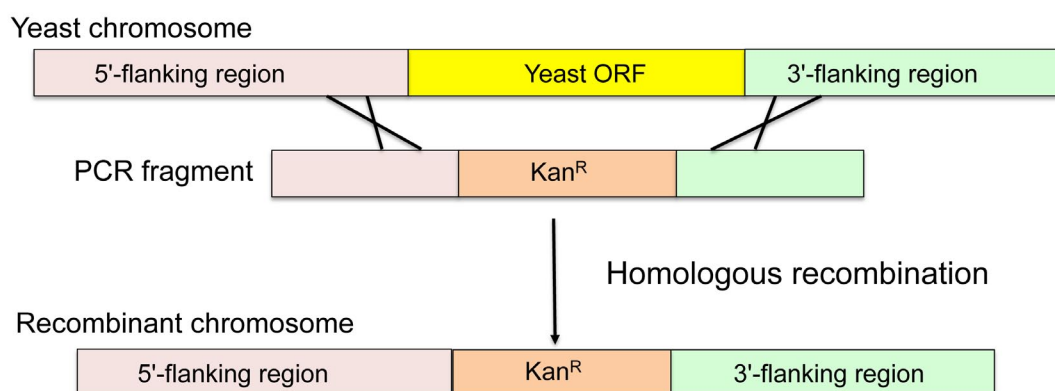 Yeast chromosome
5'-flanking region Yeast ORF 3'-flanking region
PCR fragment Kanᴿ
Homologous recombination
Recombinant chromosome
5'-flanking region Kanᴿ 3'-flanking region